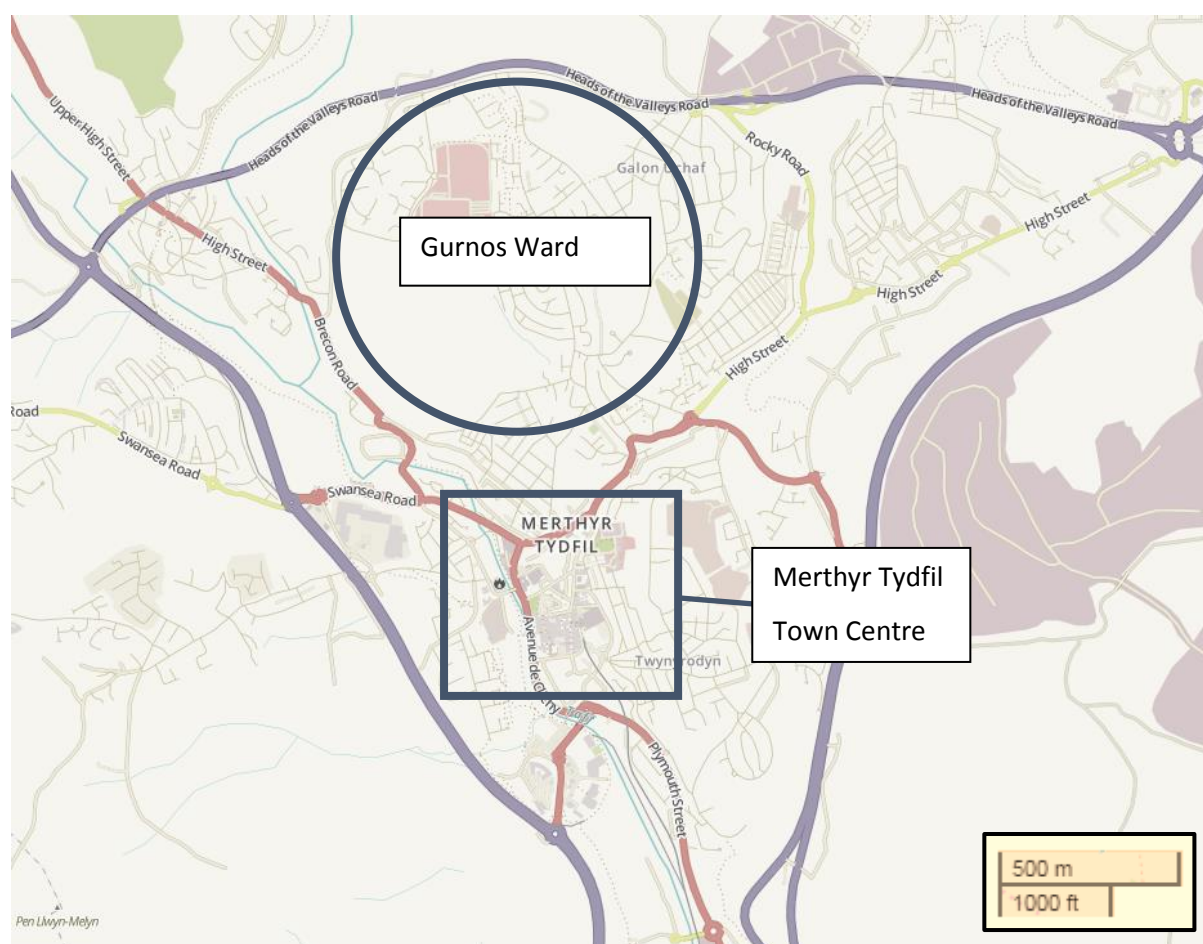 Heads of the Valleys Road
Heads of the Valleys Road
Heads of the Valleys Road
Upper High Street
Rocky Road
Galon Uchaf
High Street
Gurnos Ward
High Street
High Street
Brecon Road
High Street
Road
Swansea Road
Swansea Road
MERTHYR
TYDFIL
Merthyr Tydfil
Town Centre
Avenue de Clichy
Twynyrodyn
Taff
Plymouth Street
500 m
1000 ft
Pen Llwyn-Melyn